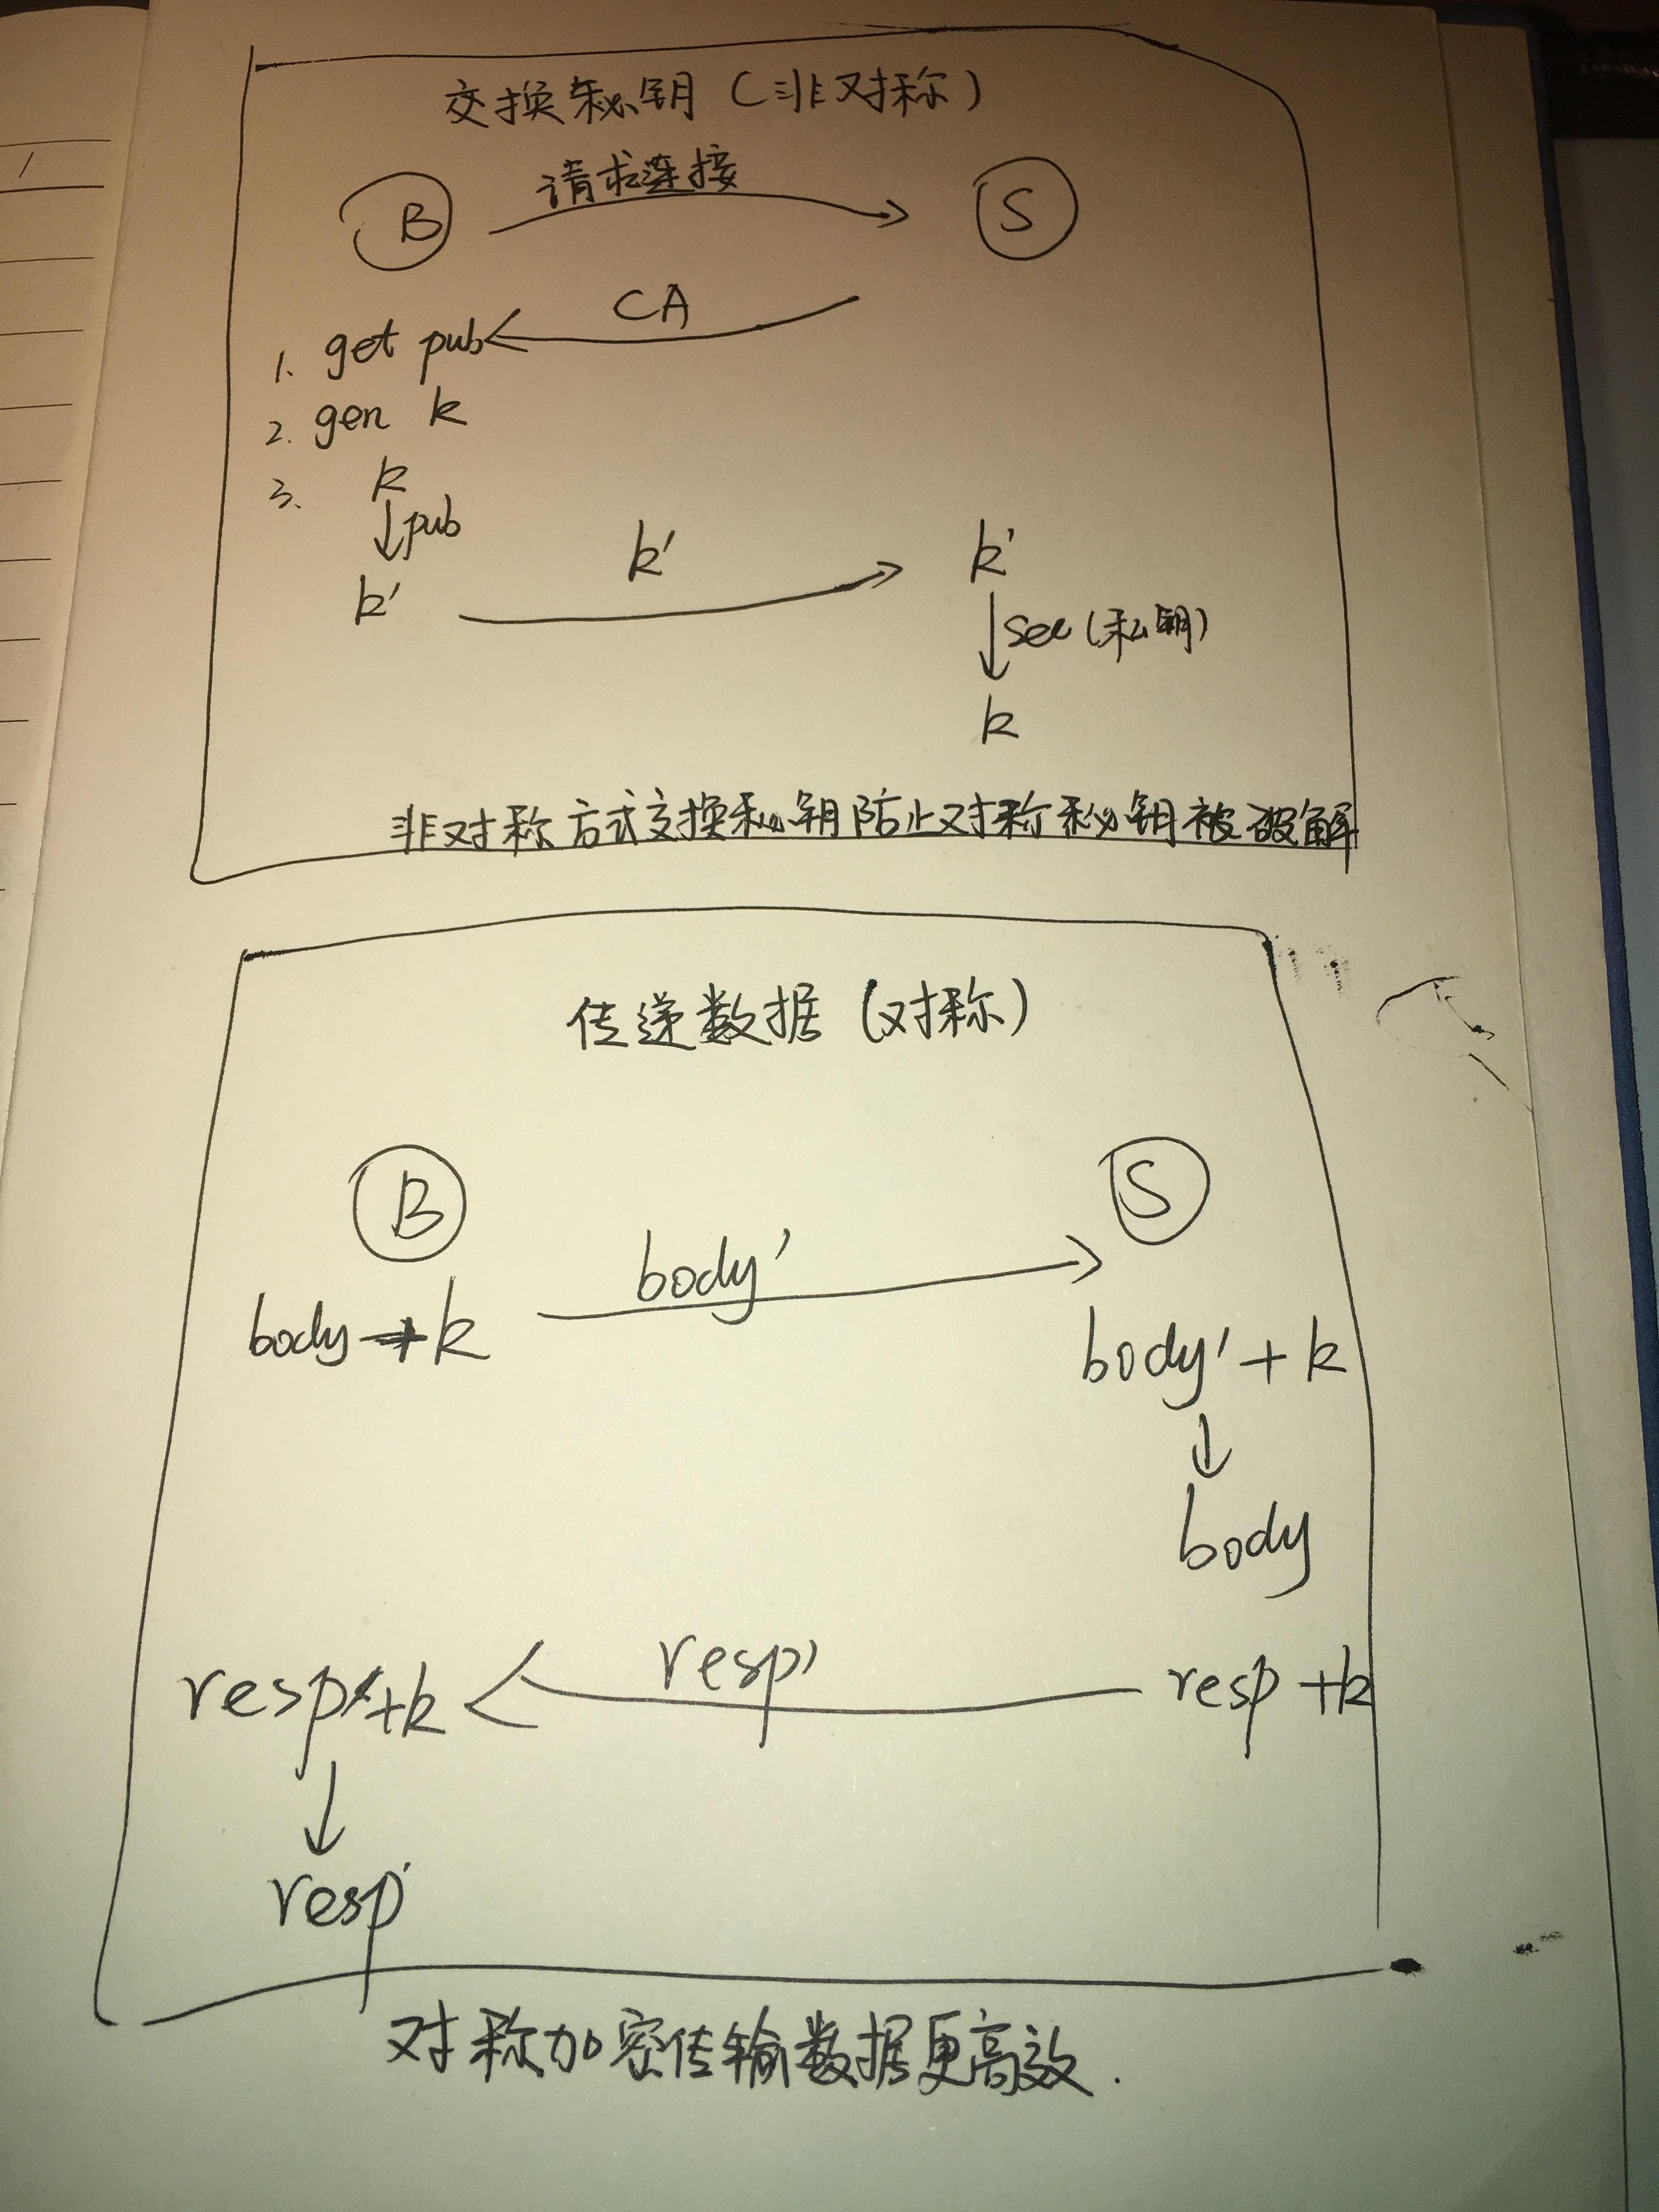 交换秘钥（非对称）
请求连接
B
S
CA
1. get pub
2. gen k
3. k
pub
k'
k'
k'
sec（私钥）
k
非对称方式交换秘钥防止对称秘钥被破解
传递数据（对称）
B
S
body'
body + k
body' + k
body
resp'
resp' + k
resp + k
resp
对称加密传输数据更高效.